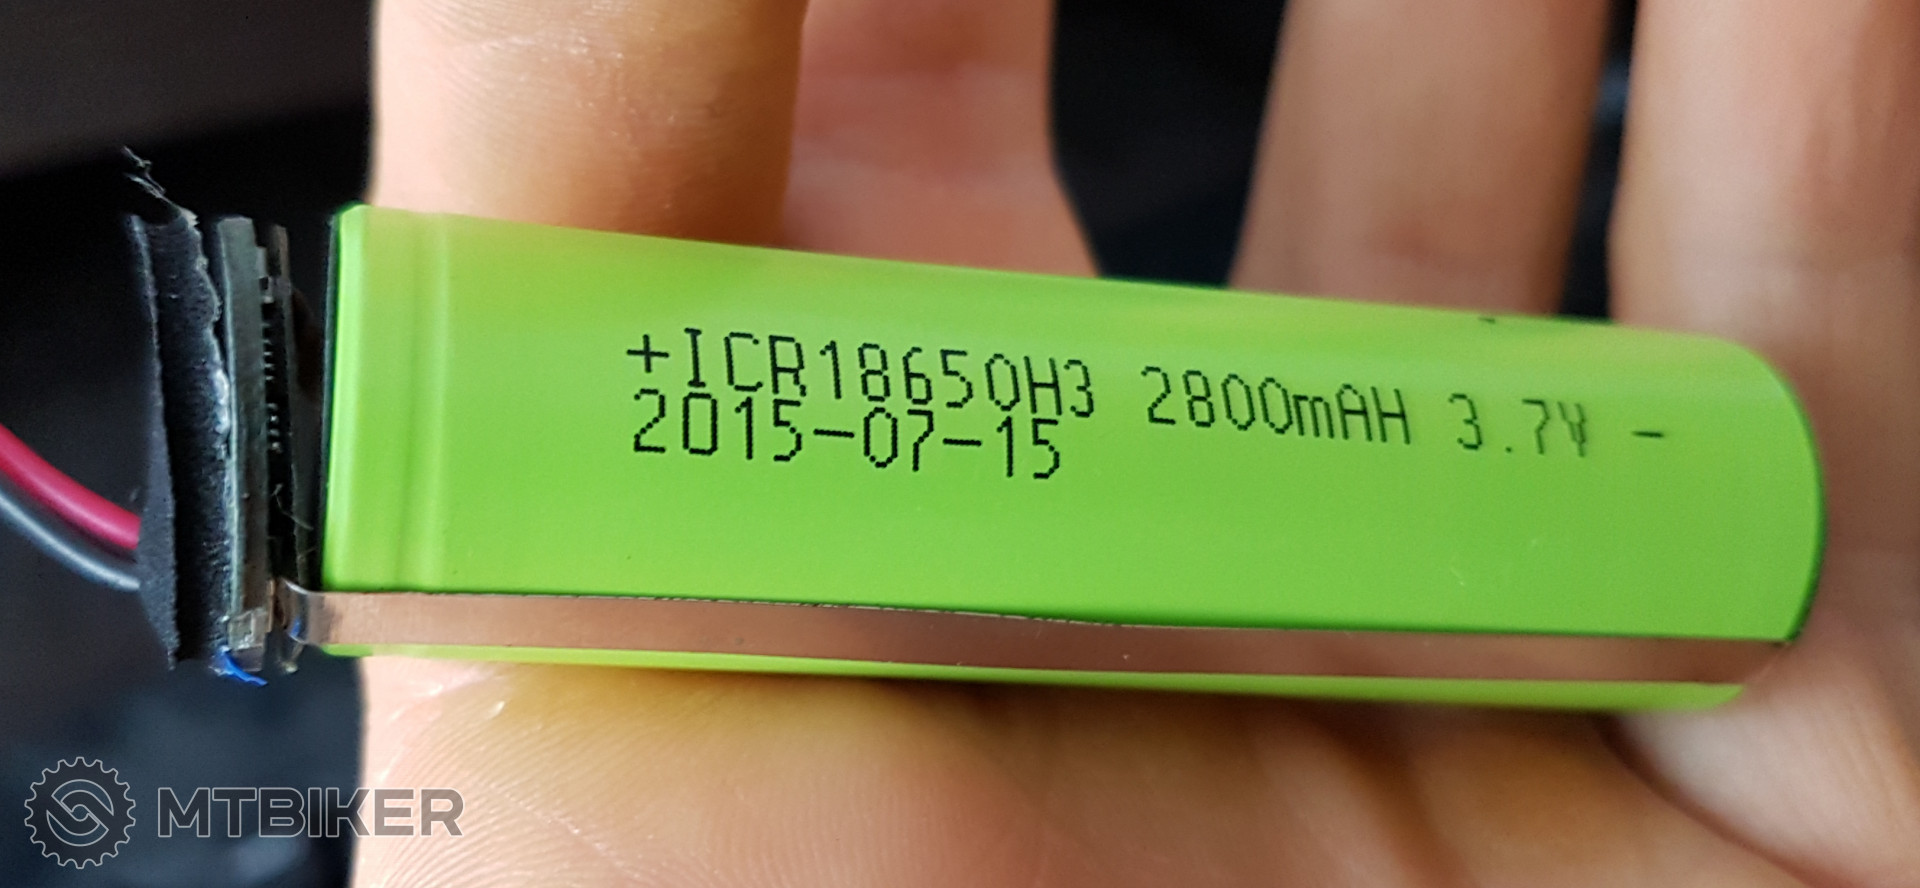 +ICR18650H3 2800mAH 3.7V -
2015-07-15
MTBIKER